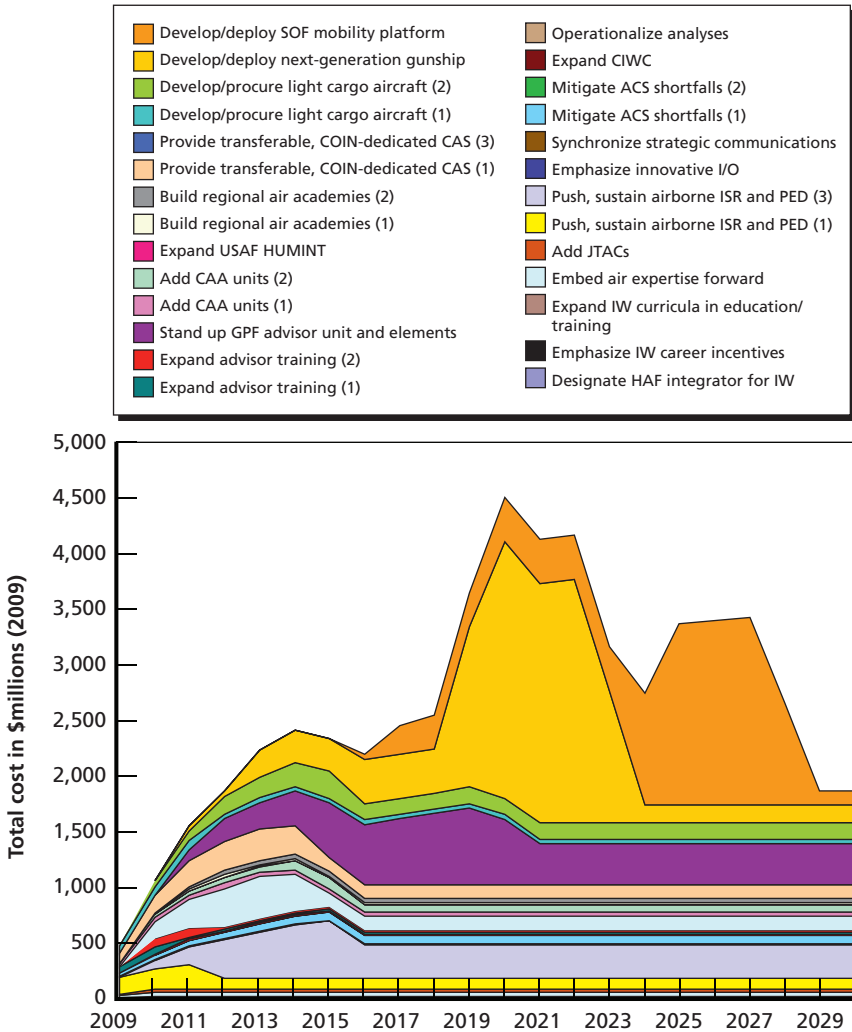 Develop/deploy SOF mobility platform
Develop/deploy next-generation gunship
Develop/procure light cargo aircraft (2)
Develop/procure light cargo aircraft (1)
Provide transferable, COIN-dedicated CAS (3)
Provide transferable, COIN-dedicated CAS (1)
Build regional air academies (2)
Build regional air academies (1)
Expand USAF HUMINT
Add CAA units (2)
Add CAA units (1)
Stand up GPF advisor unit and elements
Expand advisor training (2)
Expand advisor training (1)
Operationalize analyses
Expand CIWC
Mitigate ACS shortfalls (2)
Mitigate ACS shortfalls (1)
Synchronize strategic communications
Emphasize innovative I/O
Push, sustain airborne ISR and PED (3)
Push, sustain airborne ISR and PED (1)
Add JTACs
Embed air expertise forward
Expand IW curricula in education/
training
Emphasize IW career incentives
Designate HAF integrator for IW
Total cost in $millions (2009)
5,000
4,500
4,000
3,500
3,000
2,500
2,000
1,500
1,000
500
0
2009 2011 2013 2015 2017 2019 2021 2023 2025 2027 2029